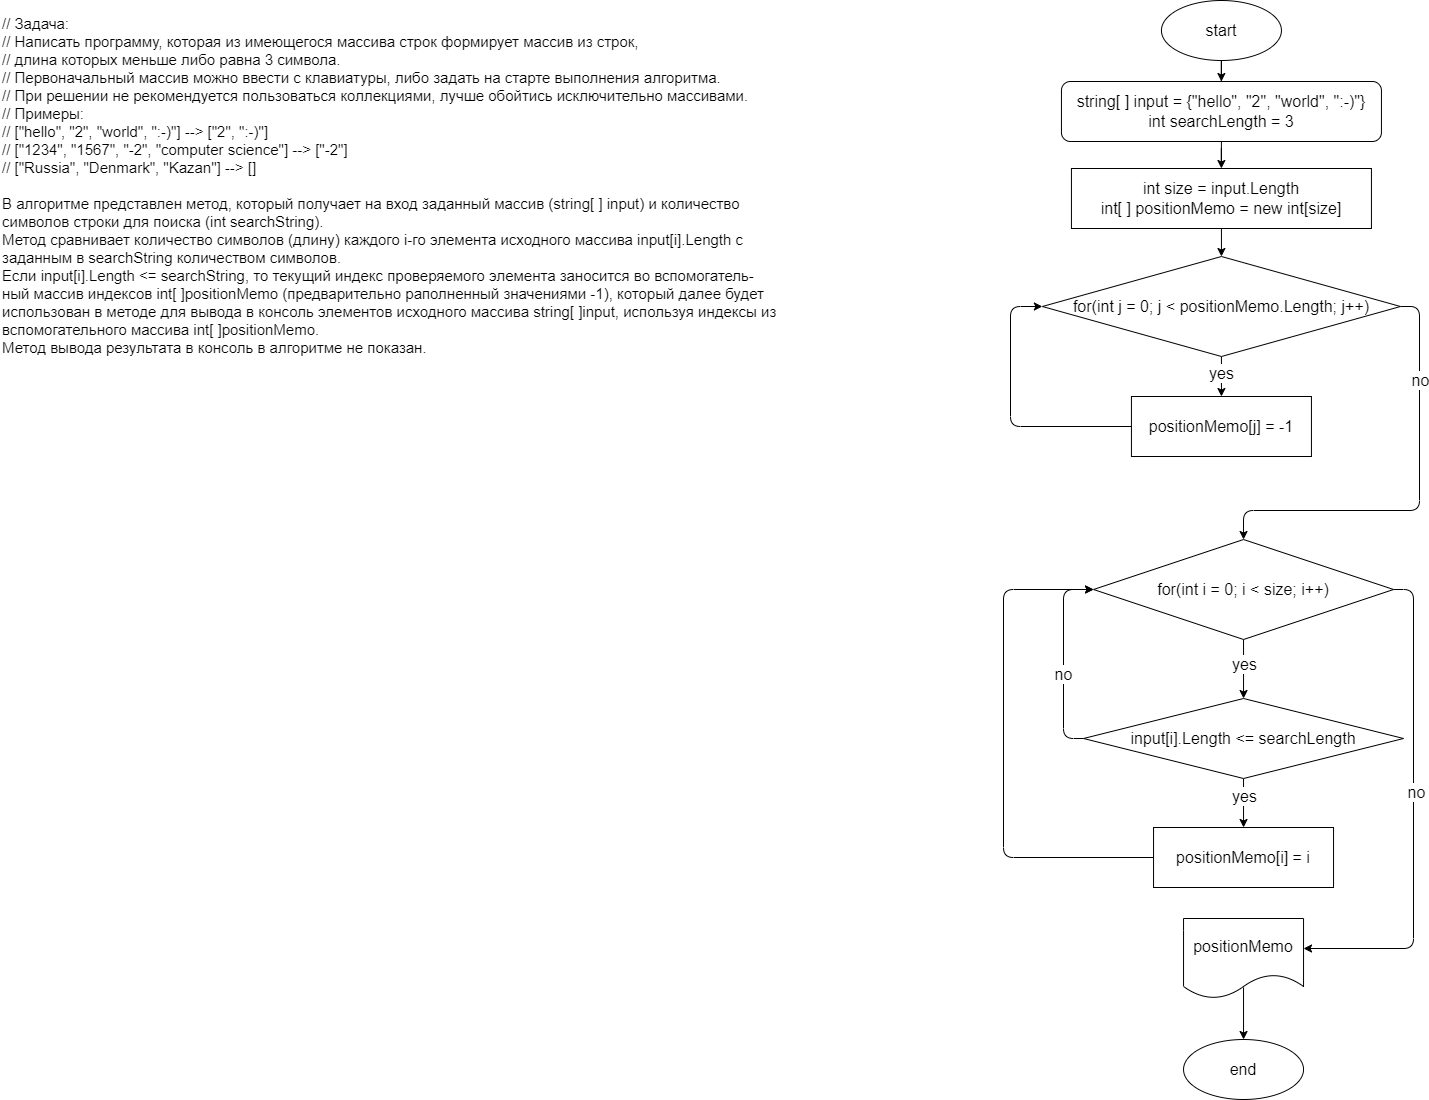 // Задача:
// Написать программу, которая из имеющегося массива строк формирует массив из строк,
// длина которых меньше либо равна 3 символа.
// Первоначальный массив можно ввести с клавиатуры, либо задать на старте выполнения алгоритма.
// При решении не рекомендуется пользоваться коллекциями, лучше обойтись исключительно массивами.
// Примеры:
// ["hello", "2", "world", ":-)"] --> ["2", ":-)"]
// ["1234", "1567", "-2", "computer science"] --> ["-2"]
// ["Russia", "Denmark", "Kazan"] --> []
В алгоритме представлен метод, который получает на вход заданный массив (string[ ] input) и количество
символов строки для поиска (int searchString).
Метод сравнивает количество символов (длину) каждого i-го элемента исходного массива input[i].Length с
заданным в searchString количеством символов.
Если input[i].Length <= searchString, то текущий индекс проверяемого элемента заносится во вспомогатель-
ный массив индексов int[ ]positionMemo (предварительно раполненный значениями -1), который далее будет
использован в методе для вывода в консоль элементов исходного массива string[ ]input, используя индексы из
вспомогательного массива int[ ]positionMemo.
Метод вывода результата в консоль в алгоритме не показан.
start
string[ ] input = {"hello", "2", "world", ":-)"}
int searchLength = 3
int size = input.Length
int[ ] positionMemo = new int[size]
for(int j = 0; j < positionMemo.Length; j++)
yes
no
positionMemo[j] = -1
for(int i = 0; i < size; i++)
yes
no
input[i].Length <= searchLength
yes
no
positionMemo[i] = i
positionMemo
end